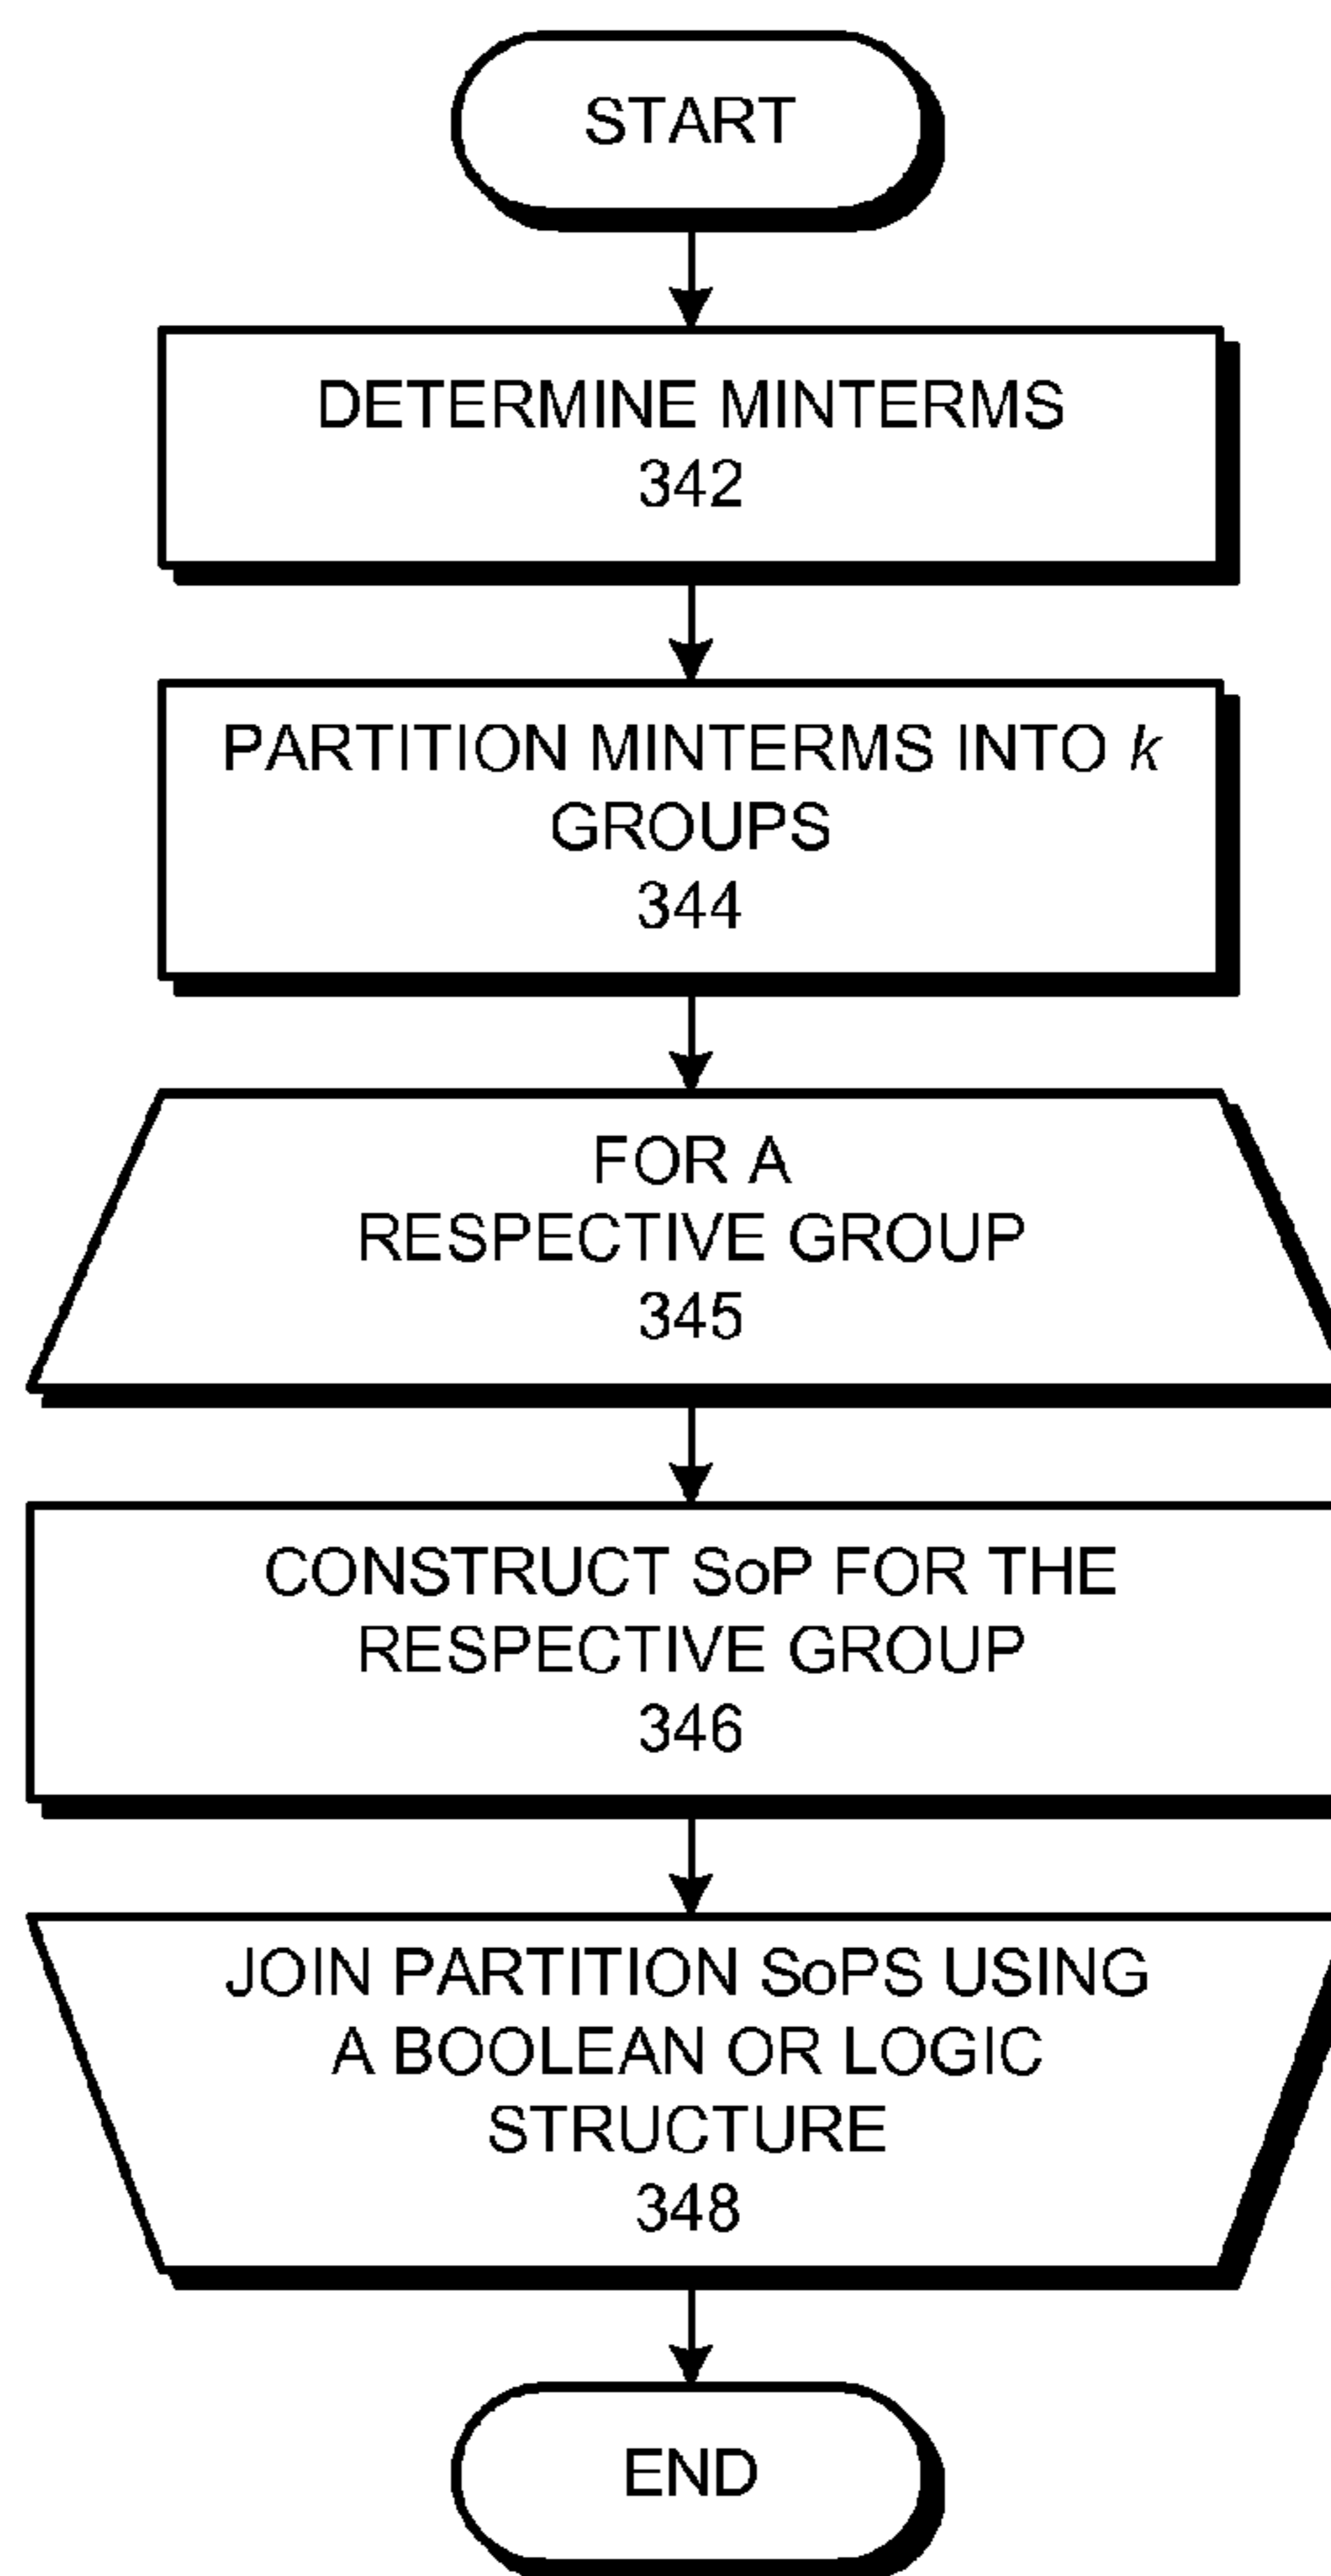 START
DETERMINE MINTERMS
342
PARTITION MINTERMS INTO k
GROUPS
344
FOR A
RESPECTIVE GROUP
345
CONSTRUCT SoP FOR THE
RESPECTIVE GROUP
346
JOIN PARTITION SoPS USING
A BOOLEAN OR LOGIC
STRUCTURE
348
END